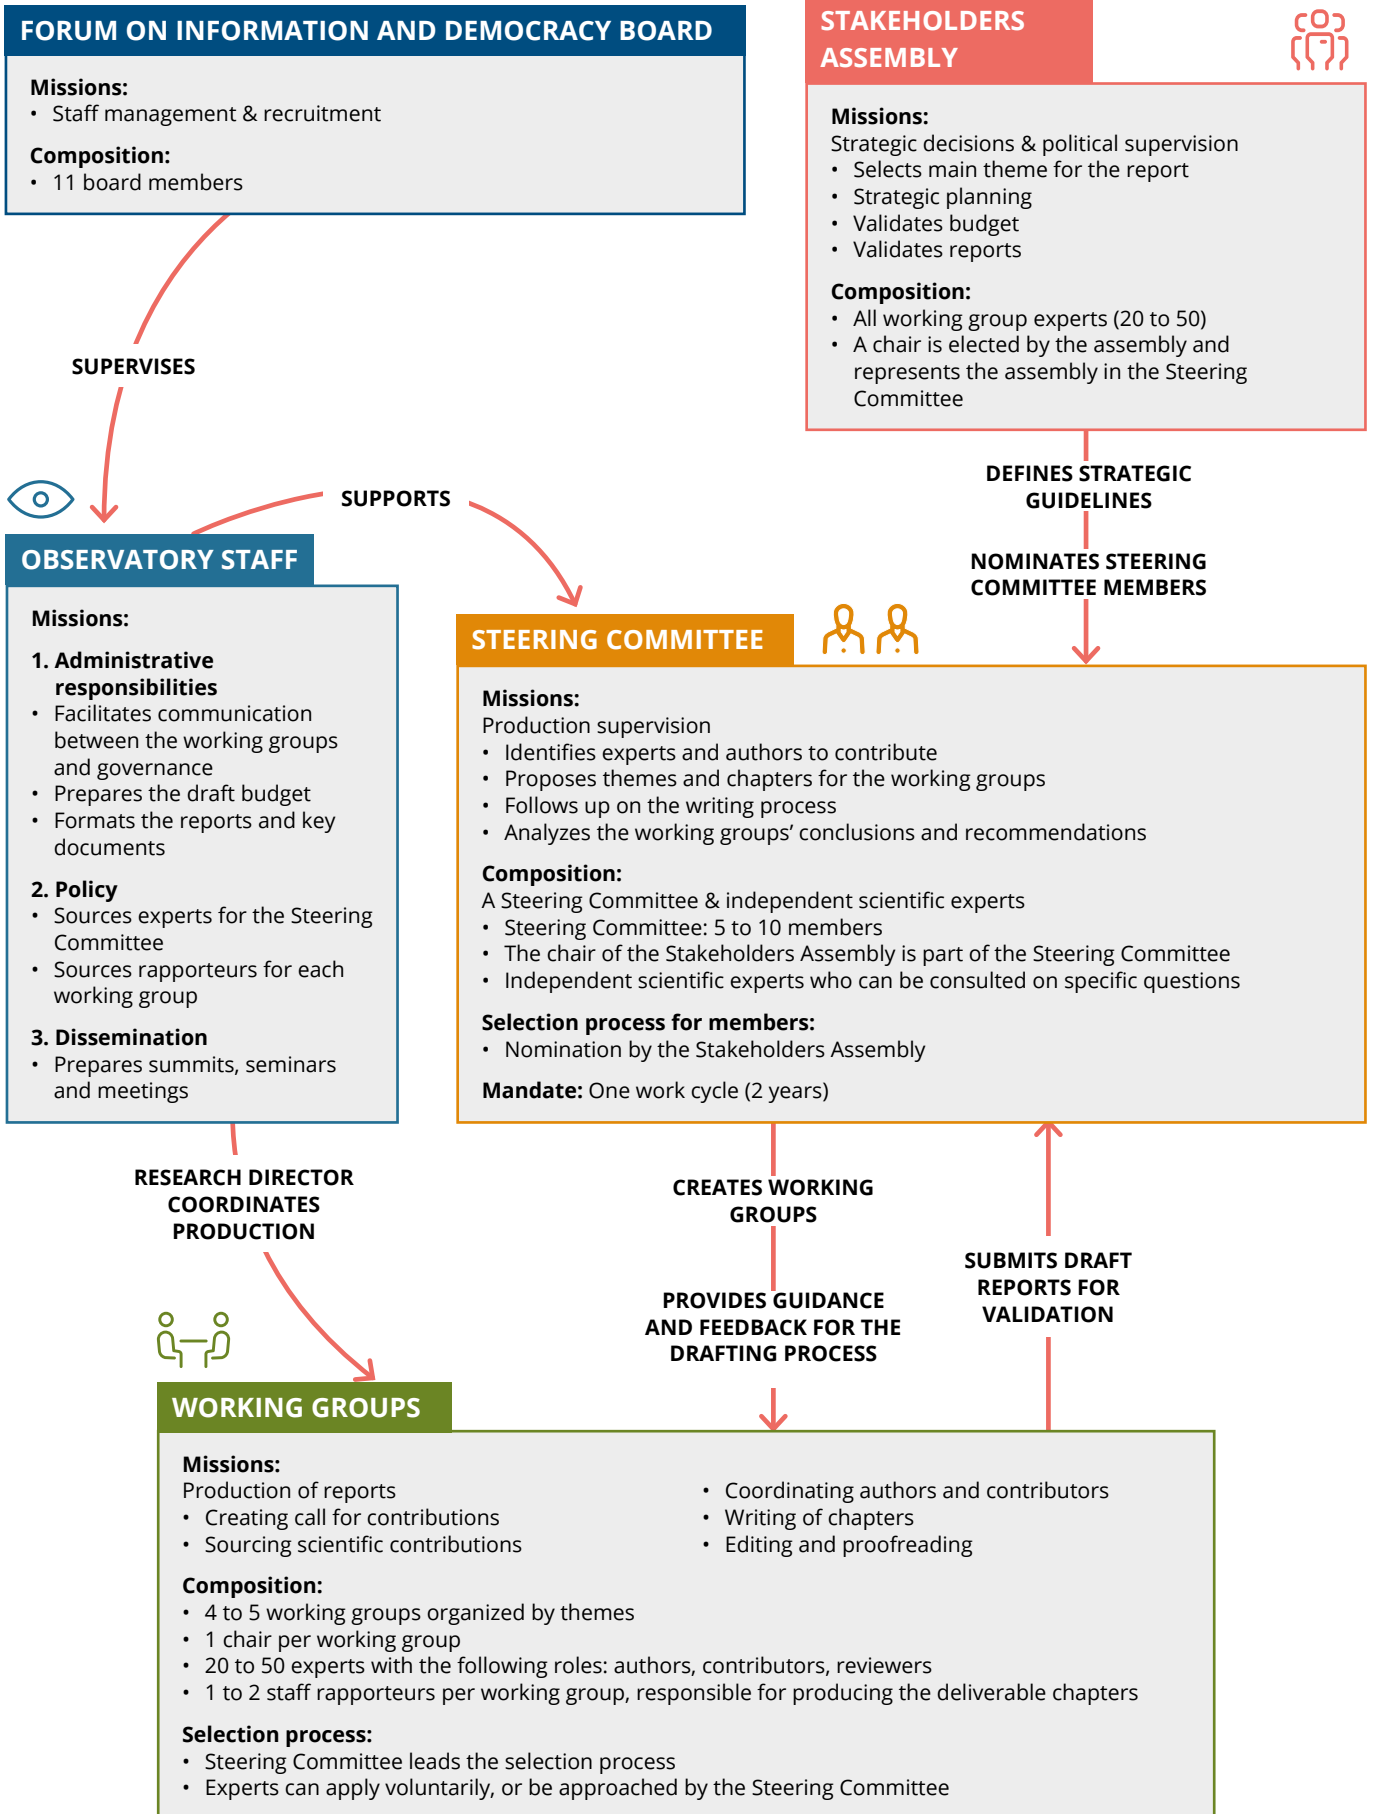 FORUM ON INFORMATION AND DEMOCRACY BOARD
Missions:
• Staff management & recruitment
Composition:
• 11 board members
STAKEHOLDERS
ASSEMBLY
Missions:
Strategic decisions & political supervision
• Selects main theme for the report
• Strategic planning
• Validates budget
• Validates reports
Composition:
• All working group experts (20 to 50)
• A chair is elected by the assembly and
represents the assembly in the Steering
Committee
SUPERVISES
DEFINES STRATEGIC
GUIDELINES
NOMINATES STEERING
COMMITTEE MEMBERS
SUPPORTS
OBSERVATORY STAFF
Missions:
1. Administrative
responsibilities
• Facilitates communication
between the working groups
and governance
• Prepares the draft budget
• Formats the reports and key
documents
2. Policy
• Sources experts for the Steering
Committee
• Sources rapporteurs for each
working group
3. Dissemination
• Prepares summits, seminars
and meetings
STEERING COMMITTEE
Missions:
Production supervision
• Identifies experts and authors to contribute
• Proposes themes and chapters for the working groups
• Follows up on the writing process
• Analyzes the working groups’ conclusions and recommendations
Composition:
A Steering Committee & independent scientific experts
• Steering Committee: 5 to 10 members
• The chair of the Stakeholders Assembly is part of the Steering Committee
• Independent scientific experts who can be consulted on specific questions
Selection process for members:
• Nomination by the Stakeholders Assembly
Mandate: One work cycle (2 years)
RESEARCH DIRECTOR
COORDINATES
PRODUCTION
CREATES WORKING
GROUPS
PROVIDES GUIDANCE
AND FEEDBACK FOR THE
DRAFTING PROCESS
SUBMITS DRAFT
REPORTS FOR
VALIDATION
WORKING GROUPS
Missions:
Production of reports
• Creating call for contributions
• Sourcing scientific contributions
• Coordinating authors and contributors
• Writing of chapters
• Editing and proofreading
Composition:
• 4 to 5 working groups organized by themes
• 1 chair per working group
• 20 to 50 experts with the following roles: authors, contributors, reviewers
• 1 to 2 staff rapporteurs per working group, responsible for producing the deliverable chapters
Selection process:
• Steering Committee leads the selection process
• Experts can apply voluntarily, or be approached by the Steering Committee